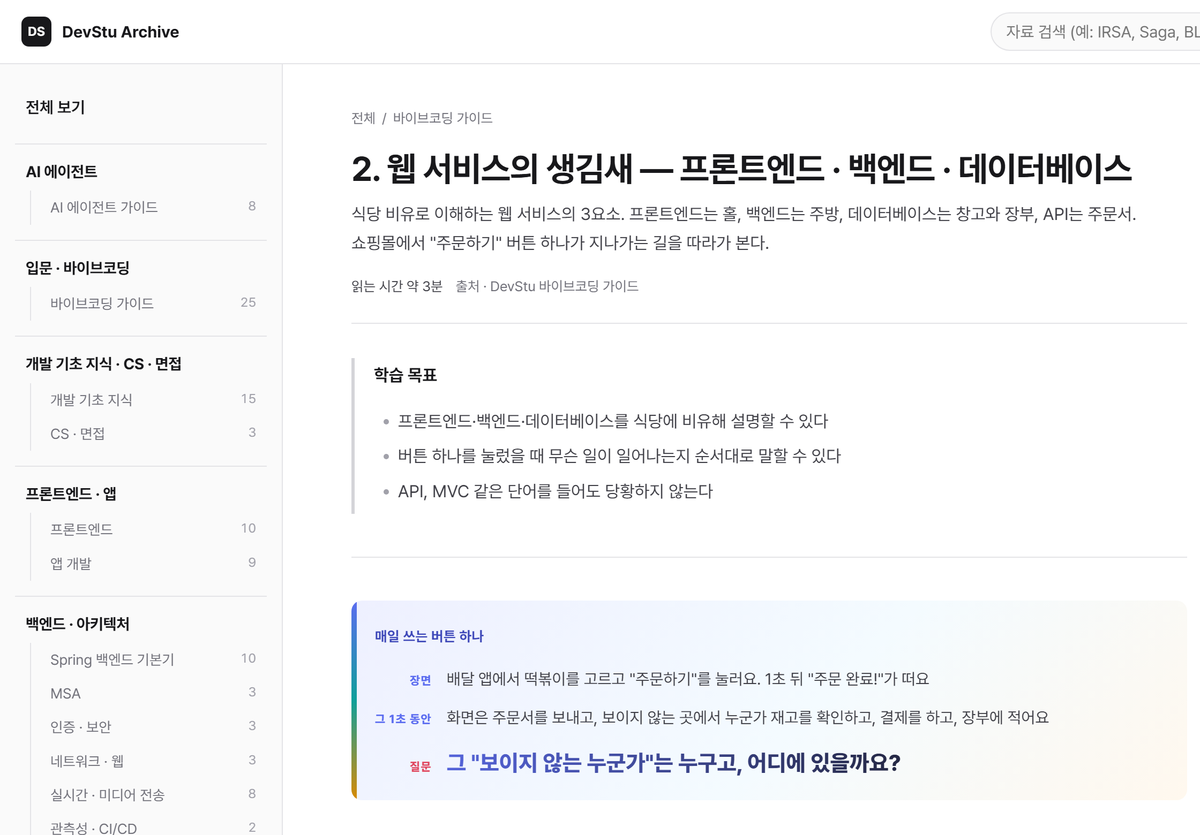 DS DevStu Archive
자료 검색 (예: IRSA, Saga, BL
전체 보기
AI 에이전트
AI 에이전트 가이드 8
입문 · 바이브코딩
바이브코딩 가이드 25
개발 기초 지식 · CS · 면접
개발 기초 지식 15
CS · 면접 3
프론트엔드 · 앱
프론트엔드 10
앱 개발 9
백엔드 · 아키텍처
Spring 백엔드 기본기 10
MSA 3
인증 · 보안 3
네트워크 · 웹 3
실시간 · 미디어 전송 8
관측성 · CI/CD 2
전체 / 바이브코딩 가이드
2. 웹 서비스의 생김새 — 프론트엔드 · 백엔드 · 데이터베이스
식당 비유로 이해하는 웹 서비스의 3요소. 프론트엔드는 홀, 백엔드는 주방, 데이터베이스는 창고와 장부, API는 주문서.
쇼핑몰에서 "주문하기" 버튼 하나가 지나가는 길을 따라가 본다.
읽는 시간 약 3분 출처 · DevStu 바이브코딩 가이드
학습 목표
• 프론트엔드·백엔드·데이터베이스를 식당에 비유해 설명할 수 있다
• 버튼 하나를 눌렀을 때 무슨 일이 일어나는지 순서대로 말할 수 있다
• API, MVC 같은 단어를 들어도 당황하지 않는다
매일 쓰는 버튼 하나
장면 배달 앱에서 떡볶이를 고르고 "주문하기"를 눌러요. 1초 뒤 "주문 완료!"가 떠요
그 1초 동안 화면은 주문서를 보내고, 보이지 않는 곳에서 누군가 재고를 확인하고, 결제를 하고, 장부에 적어요
질문 그 "보이지 않는 누군가"는 누구고, 어디에 있을까요?